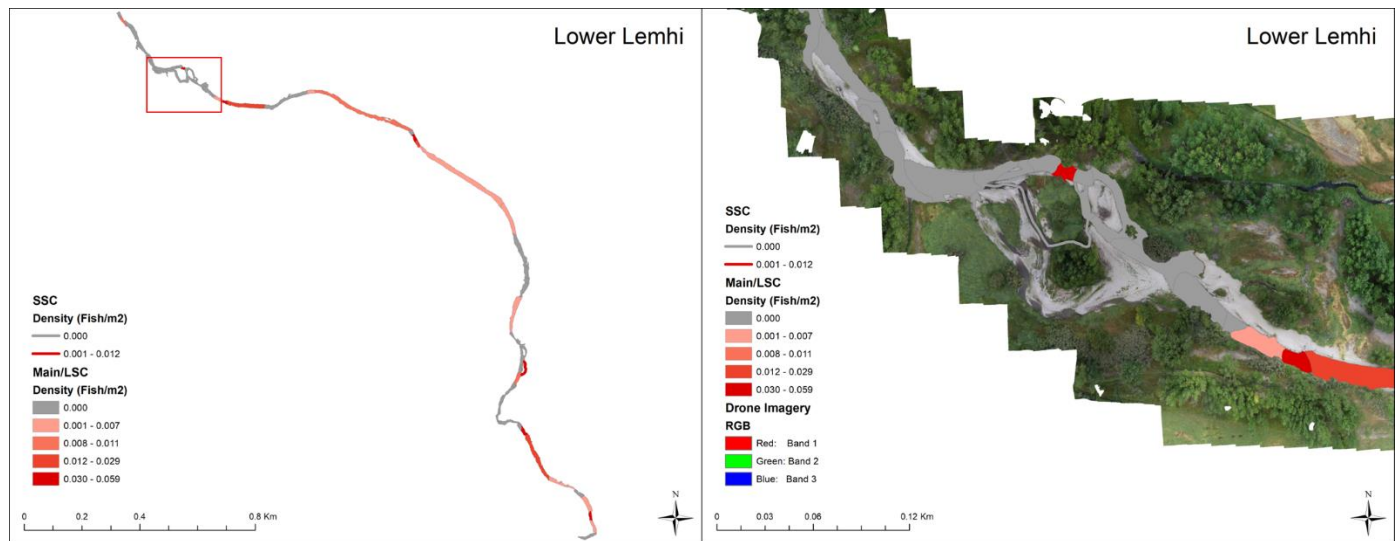 Lower Lemhi
SSC
Density (Fish/m2)
0.000
0.001 - 0.012
Main/LSC
Density (Fish/m2)
0.000
0.001 - 0.007
0.008 - 0.011
0.012 - 0.029
0.030 - 0.059
0 0.2 0.4 0.8 Km
N
Lower Lemhi
SSC
Density (Fish/m2)
0.000
0.001 - 0.012
Main/LSC
Density (Fish/m2)
0.000
0.001 - 0.007
0.008 - 0.011
0.012 - 0.029
0.030 - 0.059
Drone Imagery
RGB
Red: Band 1
Green: Band 2
Blue: Band 3
0 0.03 0.06 0.12 Km
N